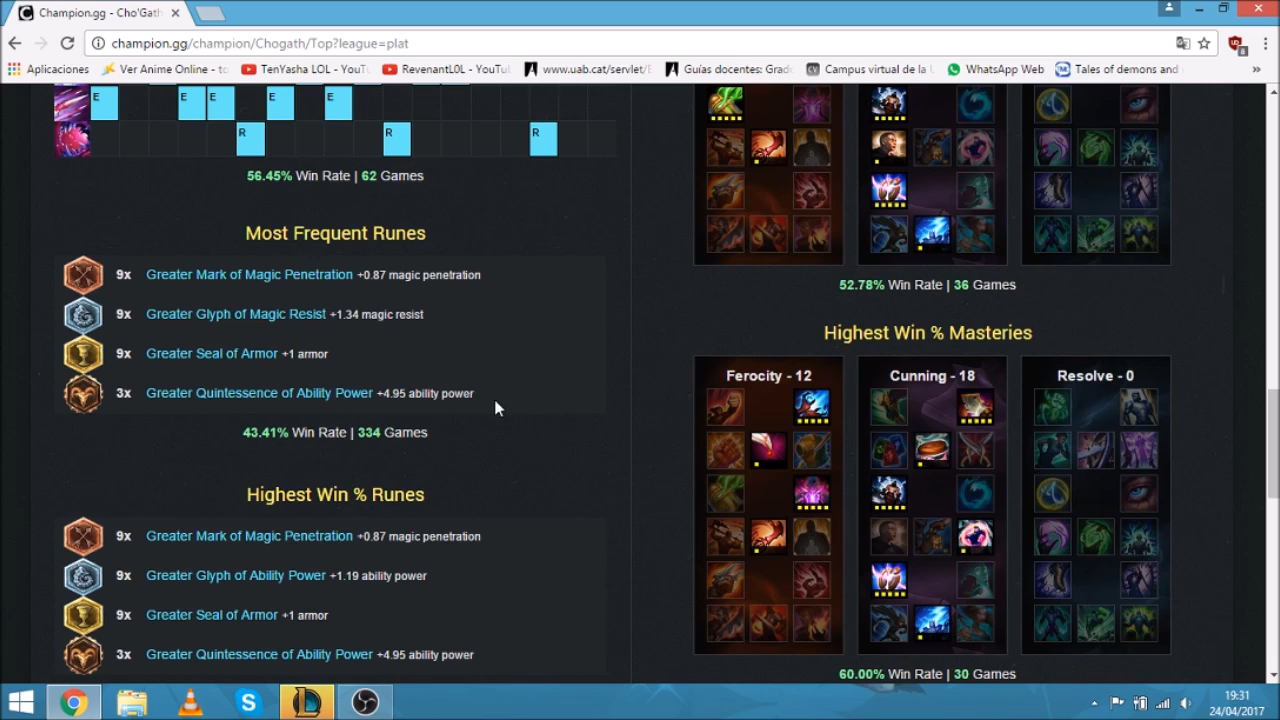 Champion.gg - Cho'Gath
champion.gg/champion/Chogath/Top?league=plat
Aplicaciones
Ver Anime Online - to
TenYasha LOL - YouTu
RevenantL0L - YouTu
www.uab.cat/servlet/
Guías docentes: Grad
Campus virtual de la
WhatsApp Web
Tales of demons and
»
E E E E E
R R R
56.45% Win Rate | 62 Games
Most Frequent Runes
9x Greater Mark of Magic Penetration +0.87 magic penetration
9x Greater Glyph of Magic Resist +1.34 magic resist
9x Greater Seal of Armor +1 armor
3x Greater Quintessence of Ability Power +4.95 ability power
43.41% Win Rate | 334 Games
Highest Win % Runes
9x Greater Mark of Magic Penetration +0.87 magic penetration
9x Greater Glyph of Ability Power +1.19 ability power
9x Greater Seal of Armor +1 armor
3x Greater Quintessence of Ability Power +4.95 ability power
52.78% Win Rate | 36 Games
Highest Win % Masteries
Ferocity - 12
Cunning - 18
Resolve - 0
60.00% Win Rate | 30 Games
19:31
24/04/2017